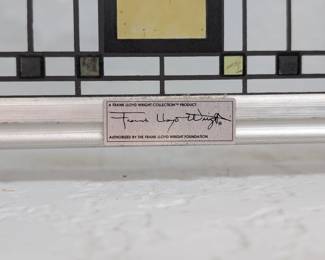 A FRANK LLOYD WRIGHT COLLECTION™ PRODUCT
Frank Lloyd Wright®
AUTHORIZED BY THE FRANK LLOYD WRIGHT FOUNDATION